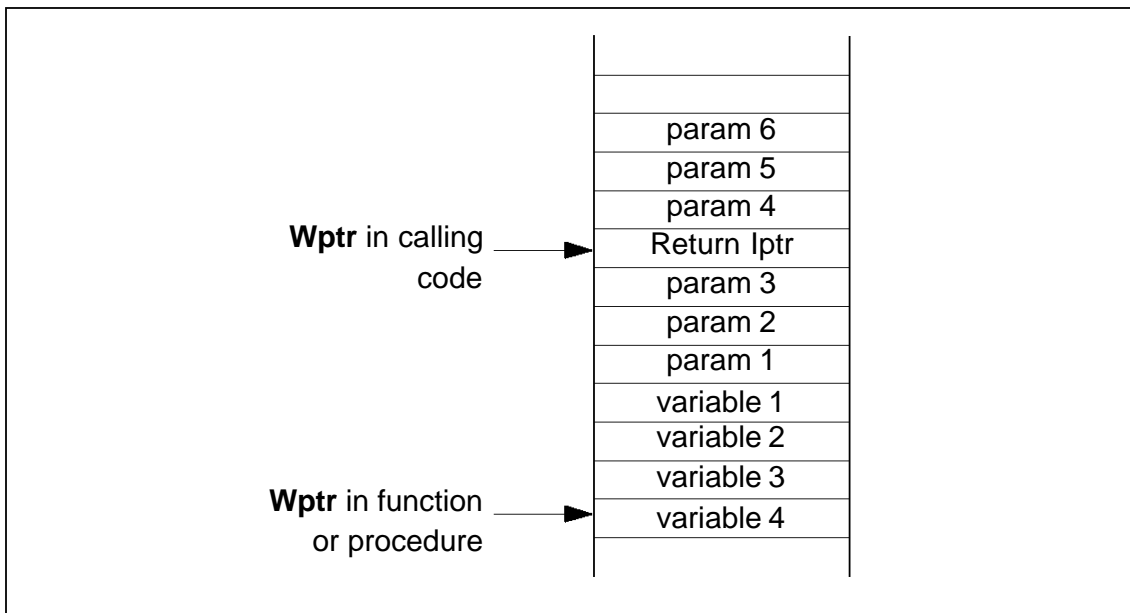 param 6
param 5
param 4
Wptr in calling
code
Return Iptr
param 3
param 2
param 1
variable 1
variable 2
variable 3
Wptr in function
or procedure
variable 4